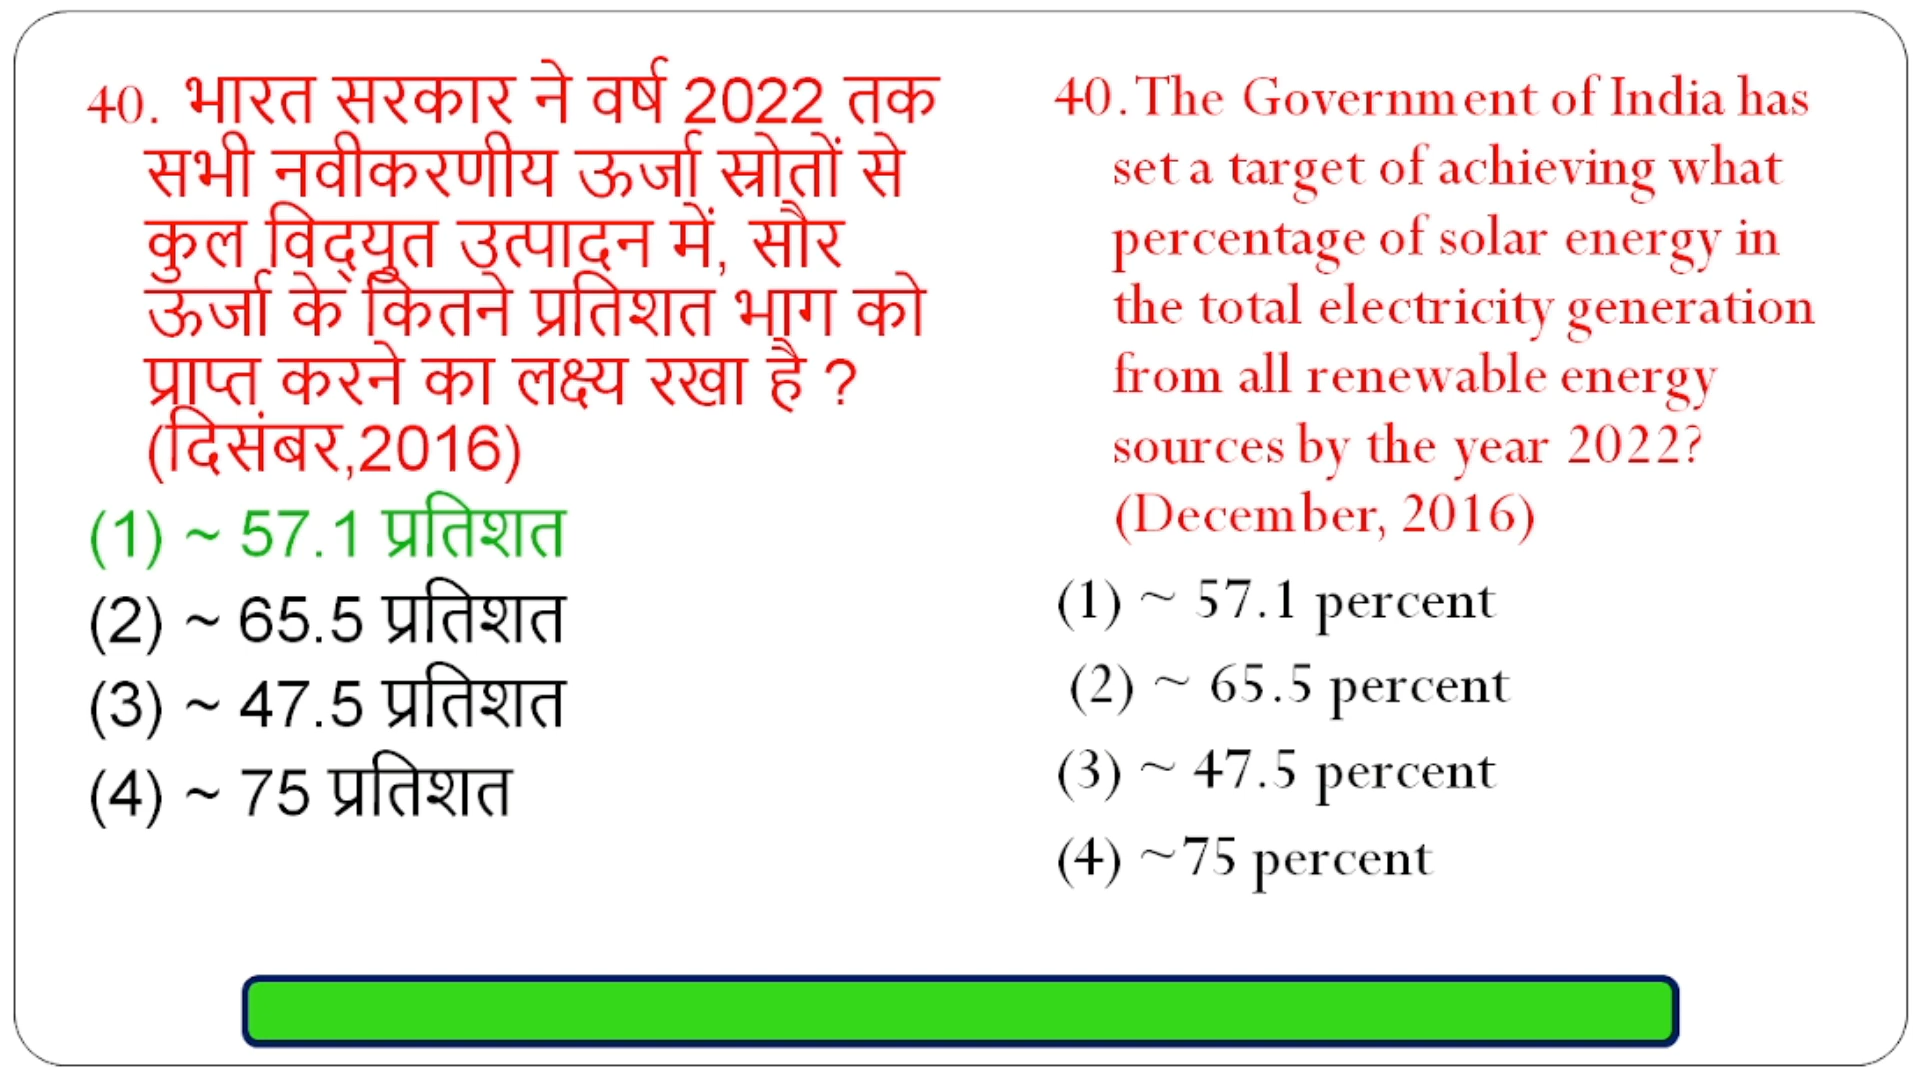 40. भारत सरकार ने वर्ष 2022 तक
सभी नवीकरणीय ऊर्जा स्रोतों से
कुल विद्युत उत्पादन में, सौर
ऊर्जा के कितने प्रतिशत भाग को
प्राप्त करने का लक्ष्य रखा है ?
(दिसंबर,2016)
(1) ~ 57.1 प्रतिशत
(2) ~ 65.5 प्रतिशत
(3) ~ 47.5 प्रतिशत
(4) ~ 75 प्रतिशत
40. The Government of India has
set a target of achieving what
percentage of solar energy in
the total electricity generation
from all renewable energy
sources by the year 2022?
(December, 2016)
(1) ~ 57.1 percent
(2) ~ 65.5 percent
(3) ~ 47.5 percent
(4) ~75 percent